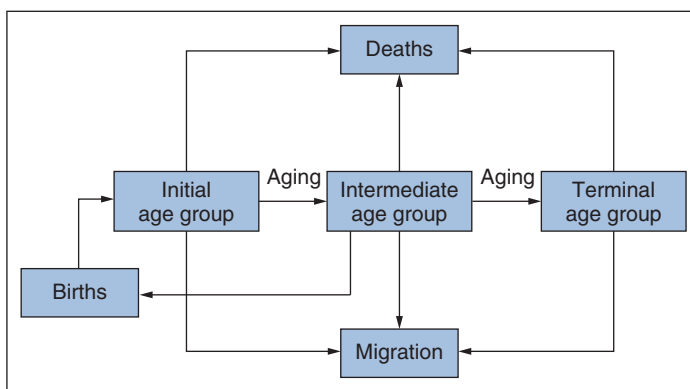 Deaths
Aging
Aging
Initial
age group
Intermediate
age group
Terminal
age group
Births
Migration